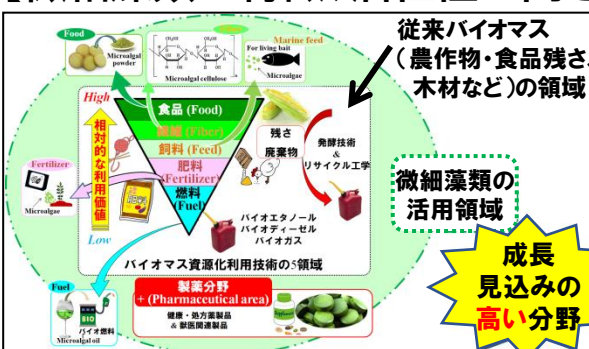 従来バイオマス
（農作物・食品残さ、
木材など）の領域
Food
Microalgal
powder
Microalgal cellulose
Marine feed
For living bait
Microalgae
High
相対的な利用価値
Low
食品 (Food)
繊維 (Fiber)
飼料 (Feed)
肥料
(Fertilizer)
燃料
(Fuel)
残さ
廃棄物
発酵技術
&
リサイクル工学
Fertilizer
Microalgae
バイオエタノール
バイオディーゼル
バイオガス
バイオマス資源化利用技術の5領域
微細藻類の
活用領域
Fuel
BIO
バイオ燃料
Microalgal oil
製薬分野
+ (Pharmaceutical area)
健康・処方薬製品
& 獣医関連製品
成長
見込みの
高い分野